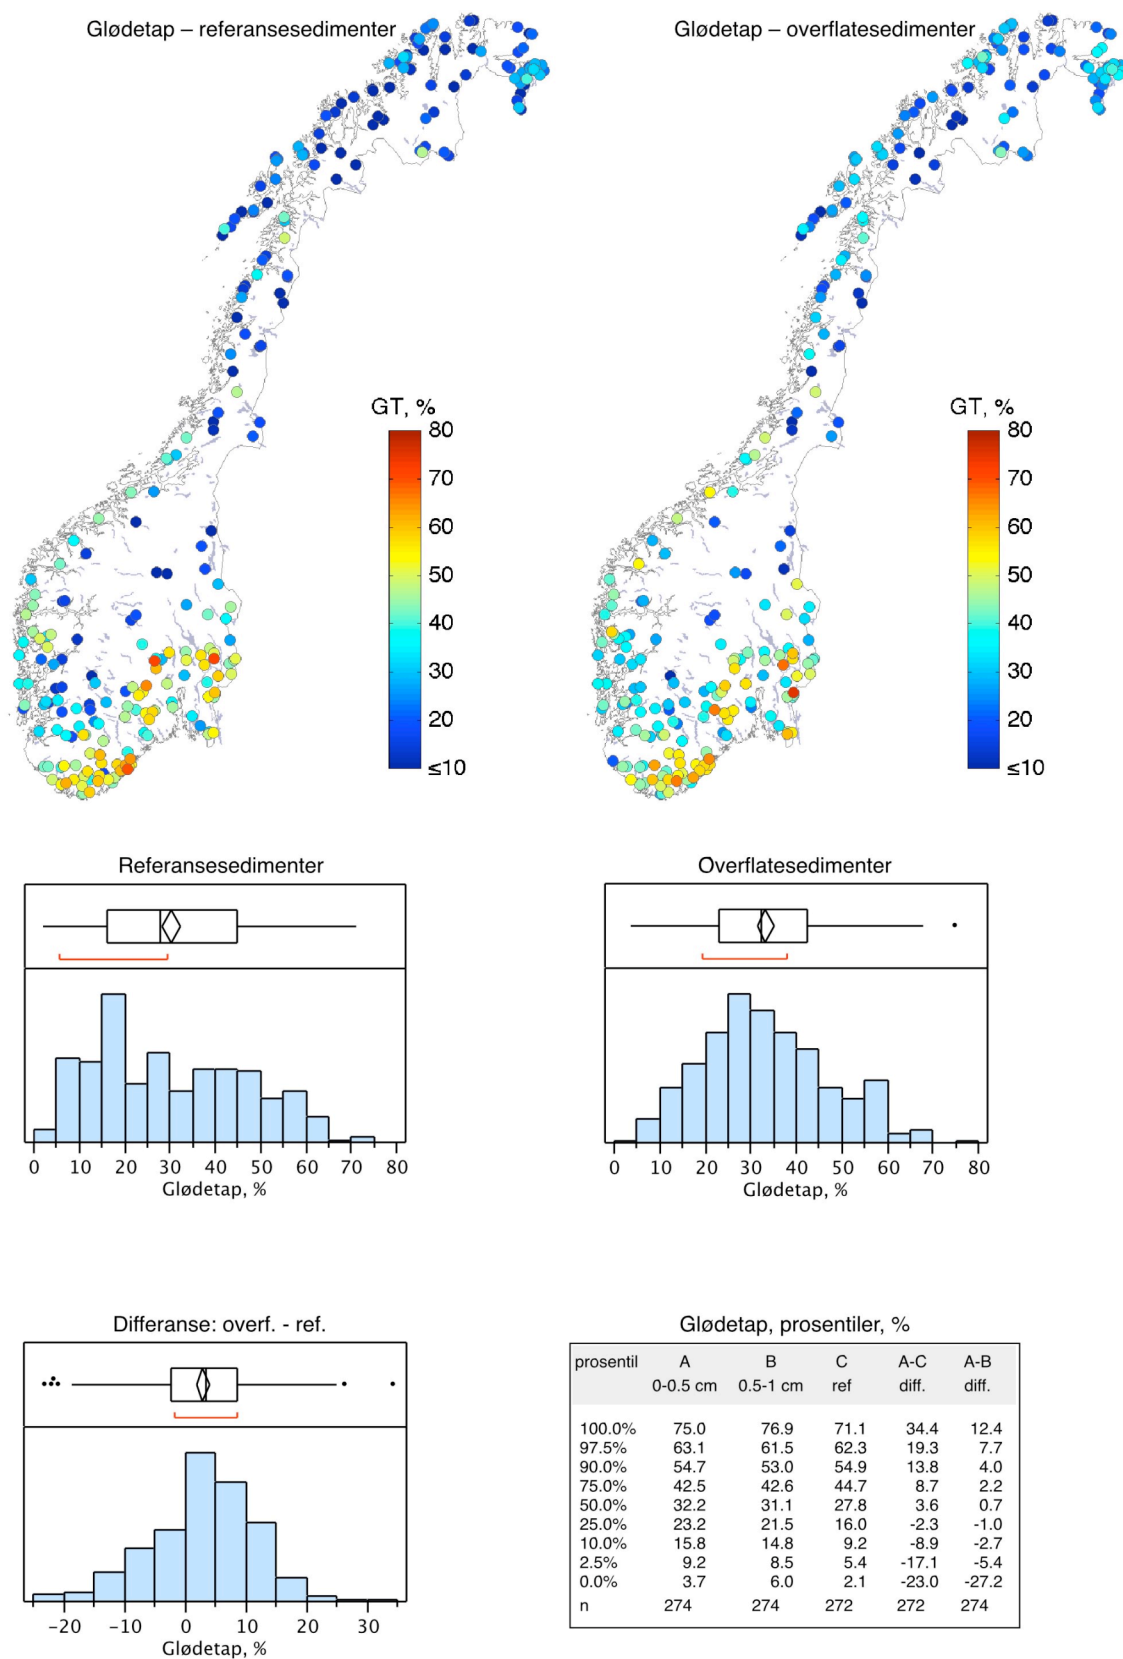 Glødetap – referansesedimenter
Glødetap – overflatesedimenter
GT, %
80
70
60
50
40
30
20
≤10
GT, %
80
70
60
50
40
30
20
≤10
Referansesedimenter
0 10 20 30 40 50 60 70 80
Glødetap, %
Overflatesedimenter
0 10 20 30 40 50 60 70 80
Glødetap, %
Differanse: overf. - ref.
−20 −10 0 10 20 30
Glødetap, %
Glødetap, prosentiler, %
prosentil A B C A-C A-B
0-0.5 cm 0.5-1 cm ref diff. diff.
100.0% 75.0 76.9 71.1 34.4 12.4
97.5% 63.1 61.5 62.3 19.3 7.7
90.0% 54.7 53.0 54.9 13.8 4.0
75.0% 42.5 42.6 44.7 8.7 2.2
50.0% 32.2 31.1 27.8 3.6 0.7
25.0% 23.2 21.5 16.0 -2.3 -1.0
10.0% 15.8 14.8 9.2 -8.9 -2.7
2.5% 9.2 8.5 5.4 -17.1 -5.4
0.0% 3.7 6.0 2.1 -23.0 -27.2
n 274 274 272 272 274